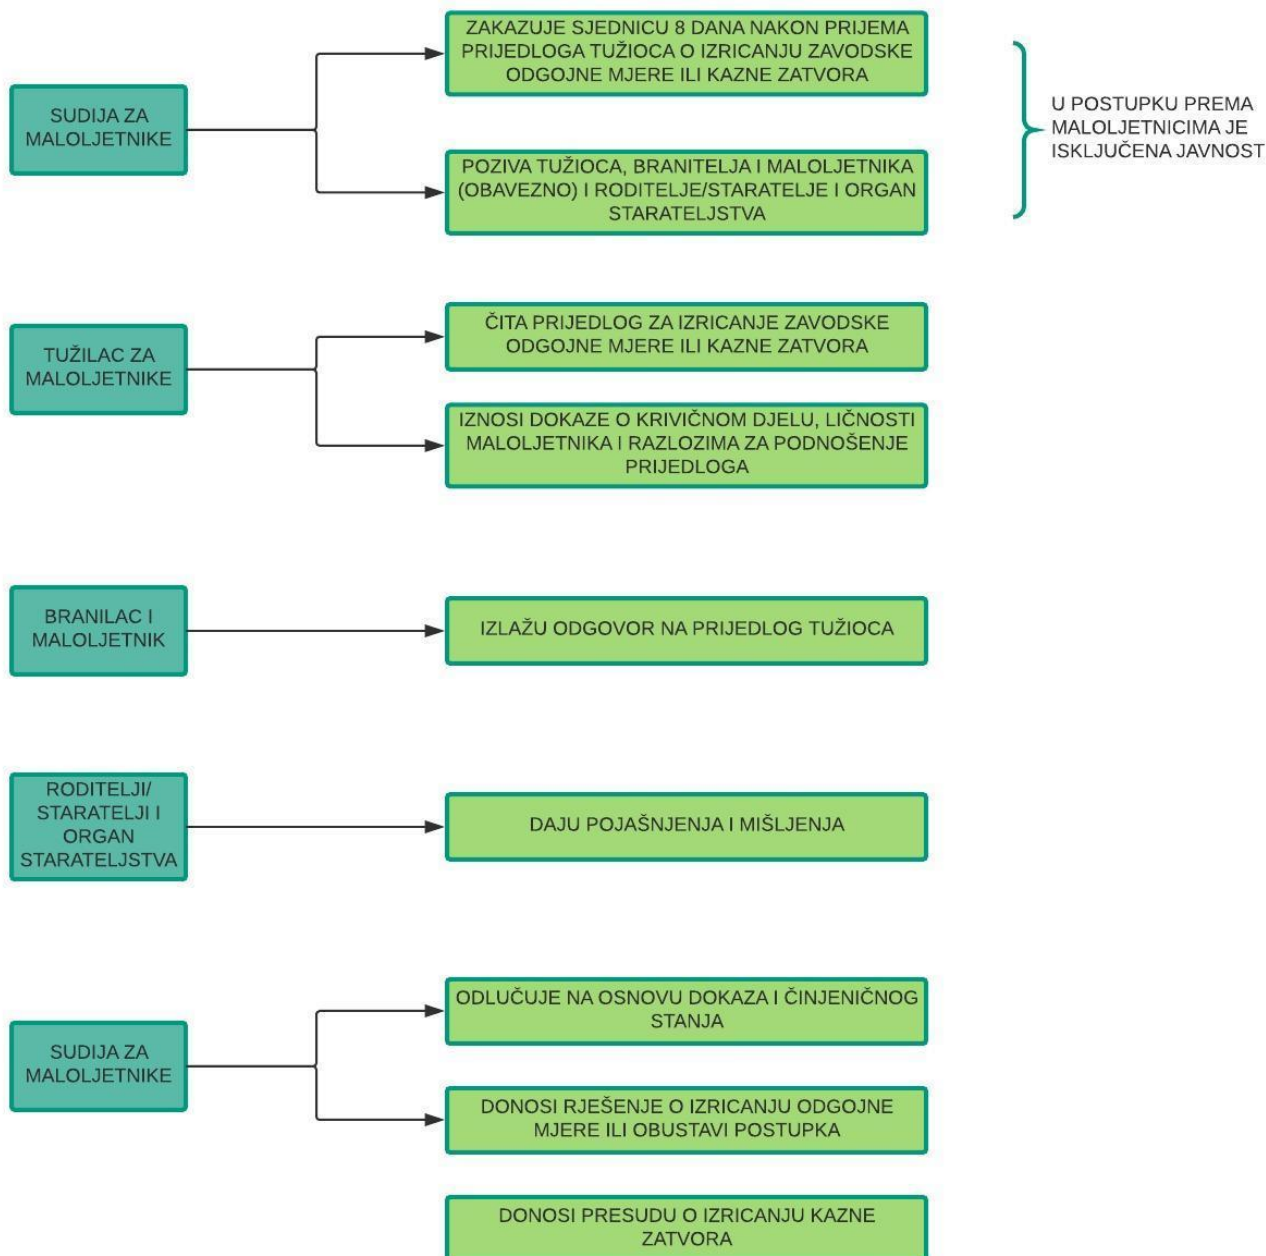 SUDIJA ZA
MALOLJETNIKE
ZAKAZUJE SJEDNICU 8 DANA NAKON PRIJEMA
PRIJEDLOGA TUŽIOCA O IZRICANJU ZAVODSKE
ODGOJNE MJERE ILI KAZNE ZATVORA
POZIVA TUŽIOCA, BRANITELJA I MALOLJETNIKA
(OBAVEZNO) I RODITELJE/STARATELJE I ORGAN
STARATELJSTVA
U POSTUPKU PREMA
MALOLJETNICIMA JE
ISKLJUČENA JAVNOST
TUŽILAC ZA
MALOLJETNIKE
ČITA PRIJEDLOG ZA IZRICANJE ZAVODSKE
ODGOJNE MJERE ILI KAZNE ZATVORA
IZNOSI DOKAZE O KRIVIČNOM DJELU, LIČNOSTI
MALOLJETNIKA I RAZLOZIMA ZA PODNOŠENJE
PRIJEDLOGA
BRANILAC I
MALOLJETNIK
IZLAŽU ODGOVOR NA PRIJEDLOG TUŽIOCA
RODITELJI/
STARATELJI I
ORGAN
STARATELJSTVA
DAJU POJAŠNJENJA I MIŠLJENJA
SUDIJA ZA
MALOLJETNIKE
ODLUČUJE NA OSNOVU DOKAZA I ČINJENIČNOG
STANJA
DONOSI RJEŠENJE O IZRICANJU ODGOJNE
MJERE ILI OBUSTAVI POSTUPKA
DONOSI PRESUDU O IZRICANJU KAZNE
ZATVORA